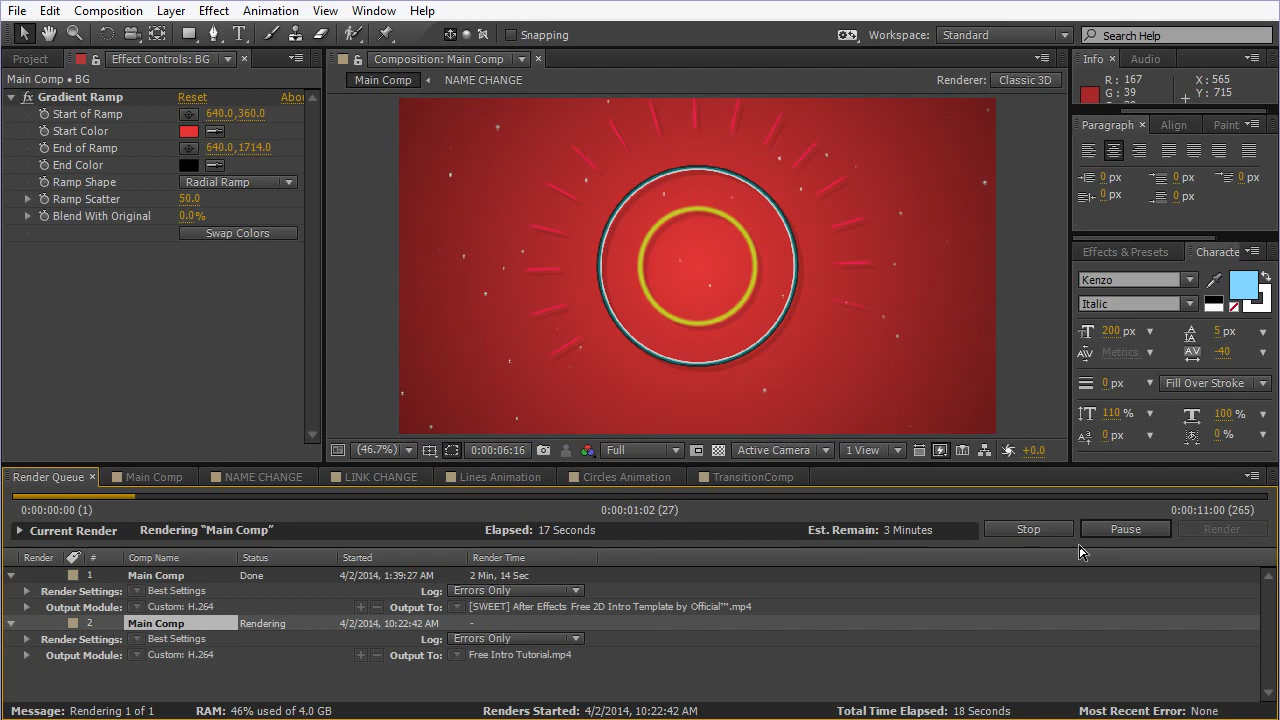 File Edit Composition Layer Effect Animation View Window Help
Snapping Workspace: Standard Search Help
Project Effect Controls: BG Composition: Main Comp Info Audio
Main Comp • BG
Main Comp NAME CHANGE Renderer: Classic 3D
R: 167 X: 565
G: 39 Y: 715
fx Gradient Ramp Reset Abou
Start of Ramp 640.0,360.0
Start Color
End of Ramp 640.0,1714.0
End Color
Ramp Shape Radial Ramp
Ramp Scatter 50.0
Blend With Original 0.0%
Swap Colors
Paragraph Align Paint
0 px 0 px 0 px
0 px 0 px
Effects & Presets Characte
Kenzo
Italic
200 px 5 px
Metrics -40
0 px Fill Over Stroke
110 % 100 %
0 px 0 %
(46.7%) 0:00:06:16 Full Active Camera 1 View +0.0
Render Queue Main Comp NAME CHANGE LINK CHANGE Lines Animation Circles Animation TransitionComp
0:00:00:00 (1) 0:00:01:02 (27) 0:00:11:00 (265)
Current Render Rendering “Main Comp” Elapsed: 17 Seconds Est. Remain: 3 Minutes Stop Pause Render
Render # Comp Name Status Started Render Time
1 Main Comp Done 4/2/2014, 1:39:27 AM 2 Min, 14 Sec
Render Settings: Best Settings Log: Errors Only
Output Module: Custom: H.264 Output To: [SWEET] After Effects Free 2D Intro Template by Official™.mp4
2 Main Comp Rendering 4/2/2014, 10:22:42 AM -
Render Settings: Best Settings Log: Errors Only
Output Module: Custom: H.264 Output To: Free Intro Tutorial.mp4
Message: Rendering 1 of 1 RAM: 46% used of 4.0 GB Renders Started: 4/2/2014, 10:22:42 AM Total Time Elapsed: 18 Seconds Most Recent Error: None